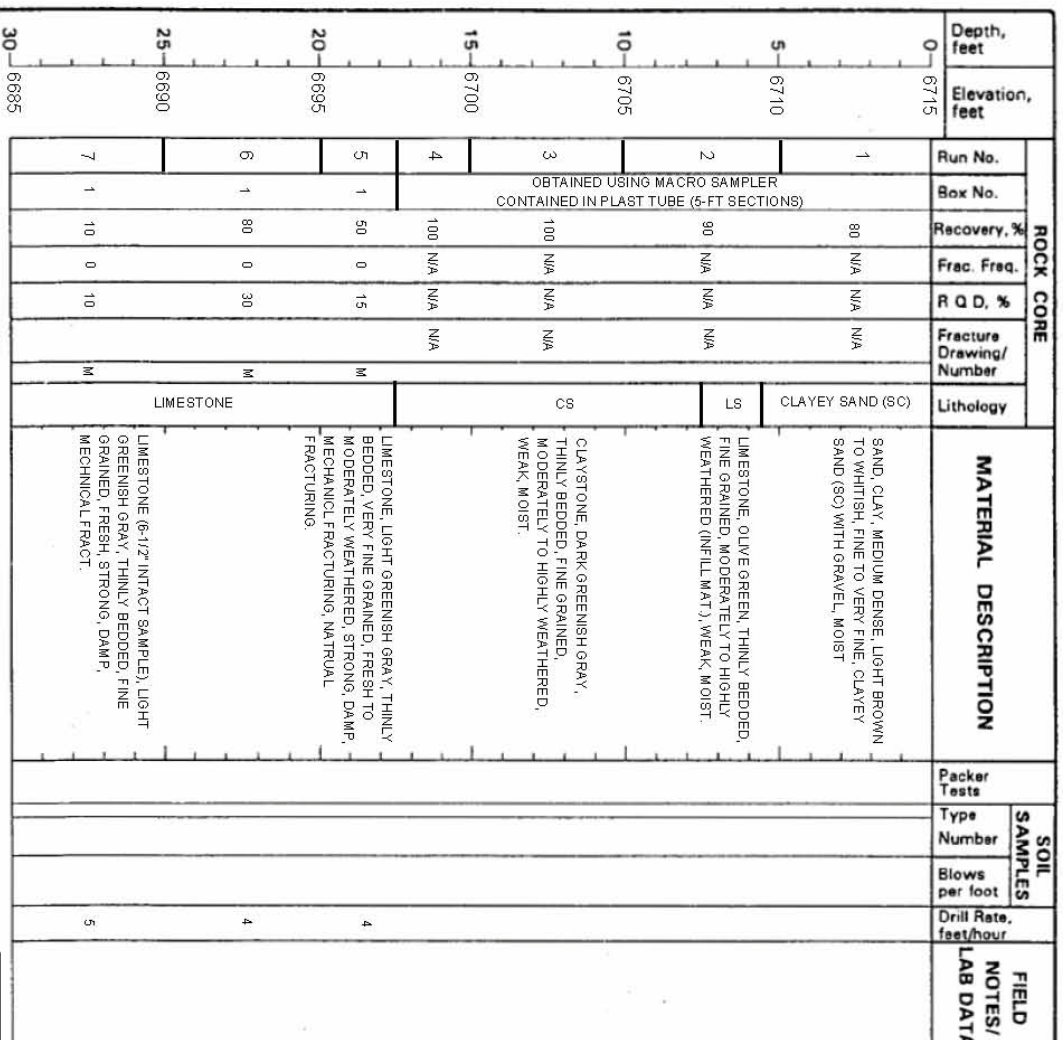 Depth, feet
Elevation, feet
ROCK CORE
Run No.
Box No.
Recovery, %
Frac. Freq.
R Q D, %
Fracture Drawing/ Number
Lithology
MATERIAL DESCRIPTION
Packer Tests
SOIL SAMPLES
Type
Number
Blows per foot
Drill Rate, feet/hour
FIELD NOTES/ LAB DATA
0
5
10
15
20
25
30
6715
6710
6705
6700
6695
6690
6685
1
2
3
4
5
6
7
OBTAINED USING MACRO SAMPLER
CONTAINED IN PLAST TUBE (5-FT SECTIONS)
1
1
1
80
90
100
100
50
80
10
N/A
N/A
N/A
N/A
0
0
0
N/A
N/A
N/A
N/A
15
30
10
N/A
N/A
N/A
N/A
M
M
M
CLAYEY SAND (SC)
LS
CS
LIMESTONE
SAND, CLAY, MEDIUM DENSE, LIGHT BROWN
TO WHITISH, FINE TO VERY FINE, CLAYEY
SAND (SC) WITH GRAVEL, MOIST
LIMESTONE, OLIVE GREEN, THINLY BEDDED,
FINE GRAINED, MODERATELY TO HIGHLY
WEATHERED (INFILL MAT.), WEAK, MOIST.
CLAYSTONE, DARK GREENISH GRAY,
THINLY BEDDED, FINE GRAINED,
MODERATELY TO HIGHLY WEATHERED,
WEAK, MOIST.
LIMESTONE, LIGHT GREENISH GRAY, THINLY
BEDDED, VERY FINE GRAINED, FRESH TO
MODERATELY WEATHERED, STRONG, DAMP,
MECHANICL FRACTURING, NATRUAL
FRACTURING.
LIMESTONE (6-1/2" INTACT SAMPLE), LIGHT
GREENISH GRAY, THINLY BEDDED, FINE
GRAINED, FRESH, STRONG, DAMP,
MECHNICAL FRACT.
4
4
5